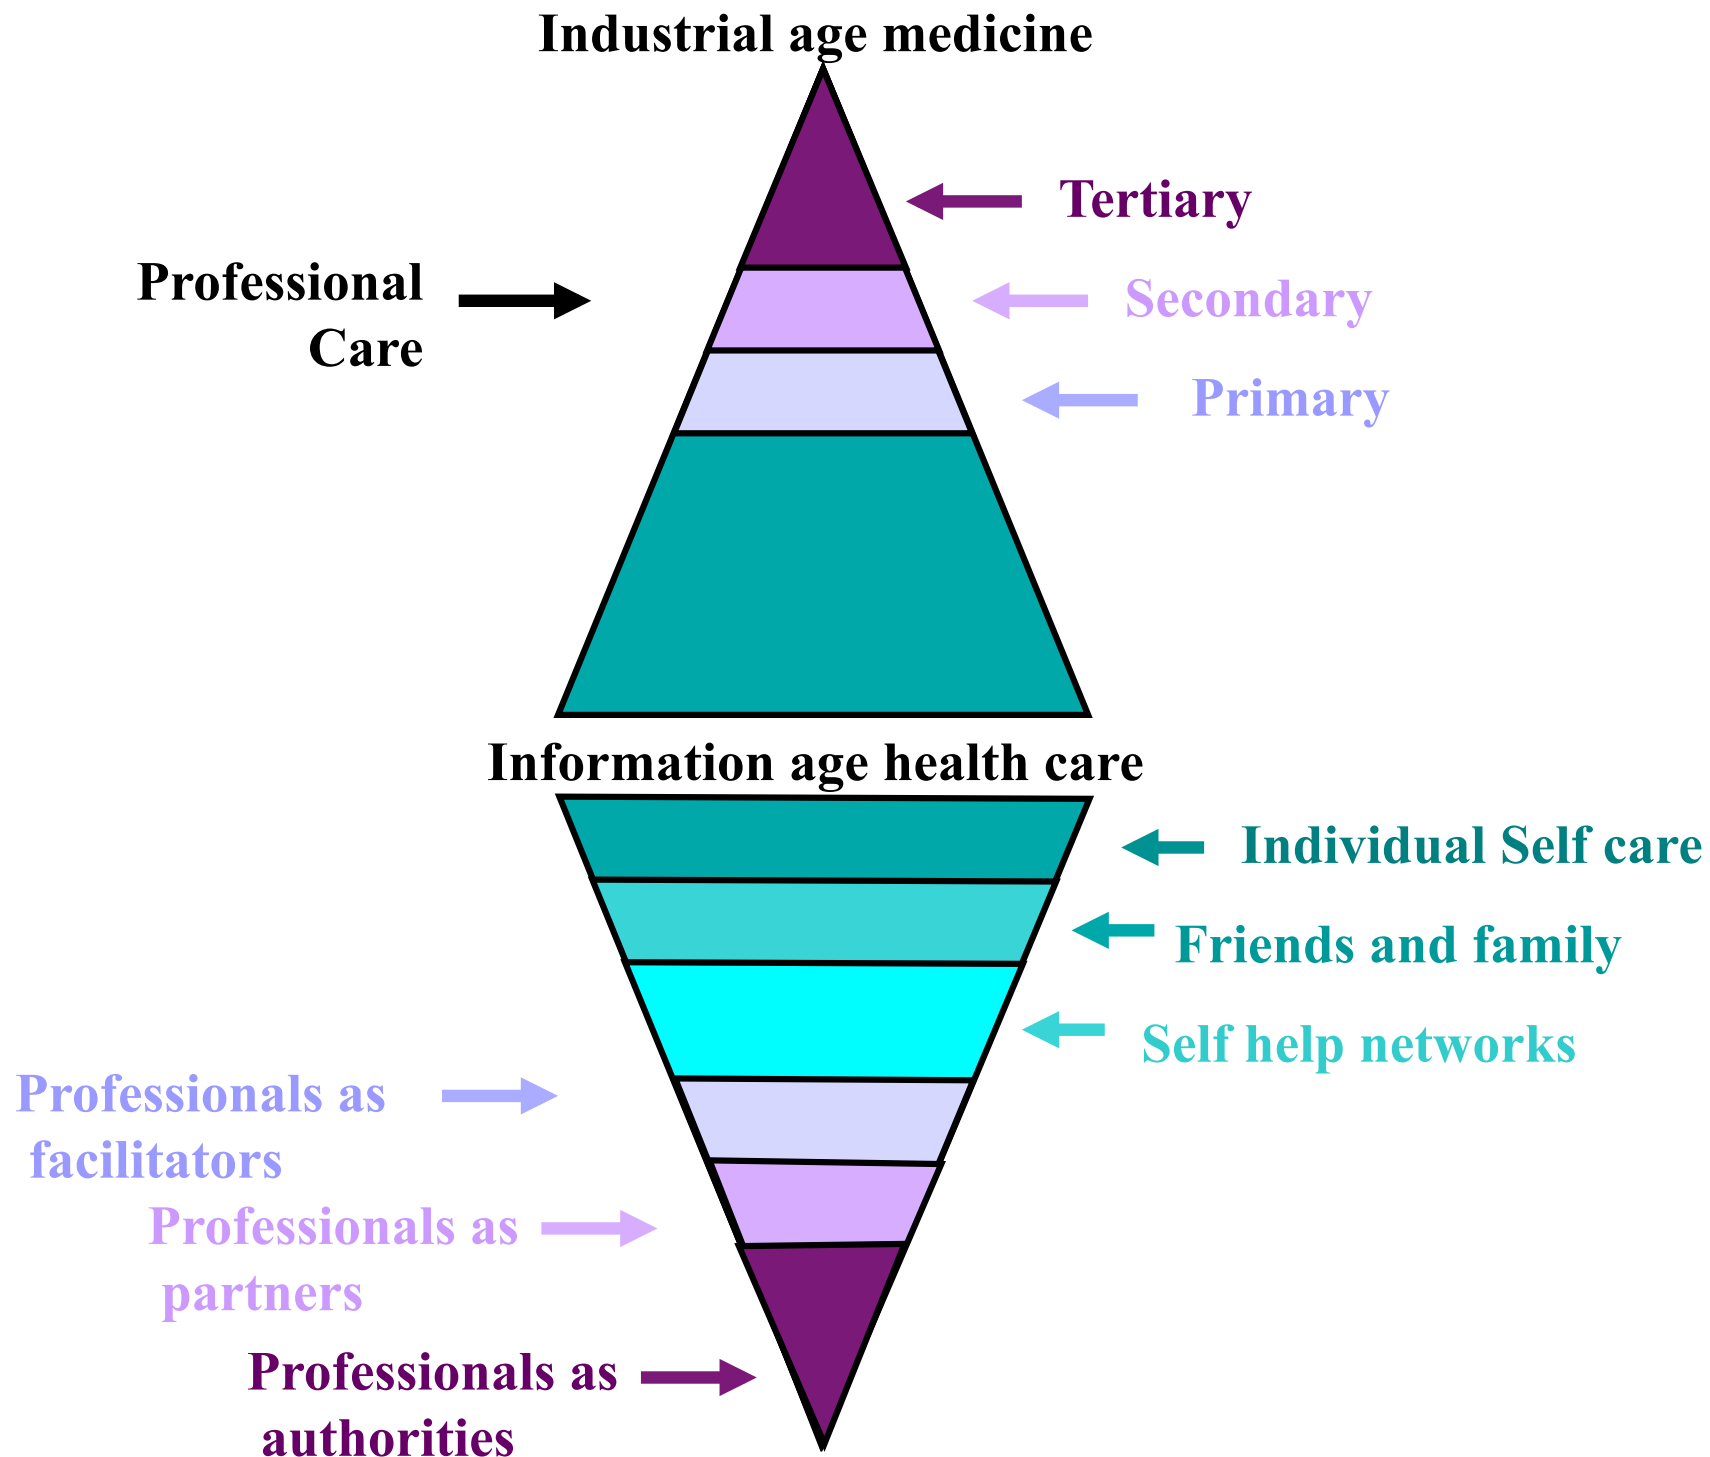 Industrial age medicine
Tertiary
Professional
Care
Secondary
Primary
Information age health care
Individual Self care
Friends and family
Self help networks
Professionals as
facilitators
Professionals as
partners
Professionals as
authorities